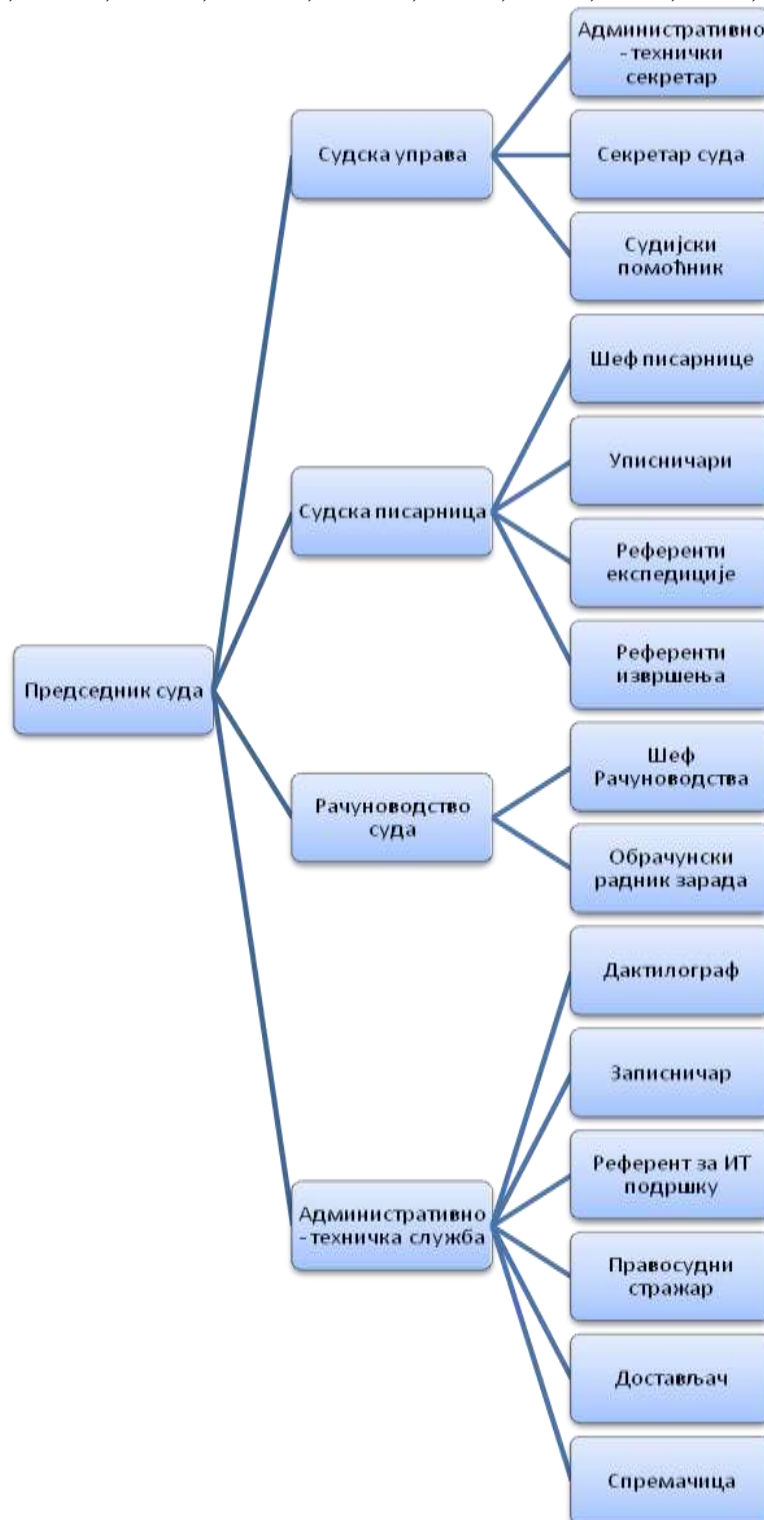 Административно
- технички
секретар
Судска управа
Секретар суда
Судијски
помоћник
Шеф писарнице
Уписничари
Судска писарница
Референти
експедиције
Референти
извршења
Председник суда
Шеф
Рачуноводства
Рачуноводство
суда
Обрачунски
радник зарада
Дактилограф
Записничар
Референт за ИТ
подршку
Административно
- техничка служба
Правосудни
стражар
Достављач
Спремачица